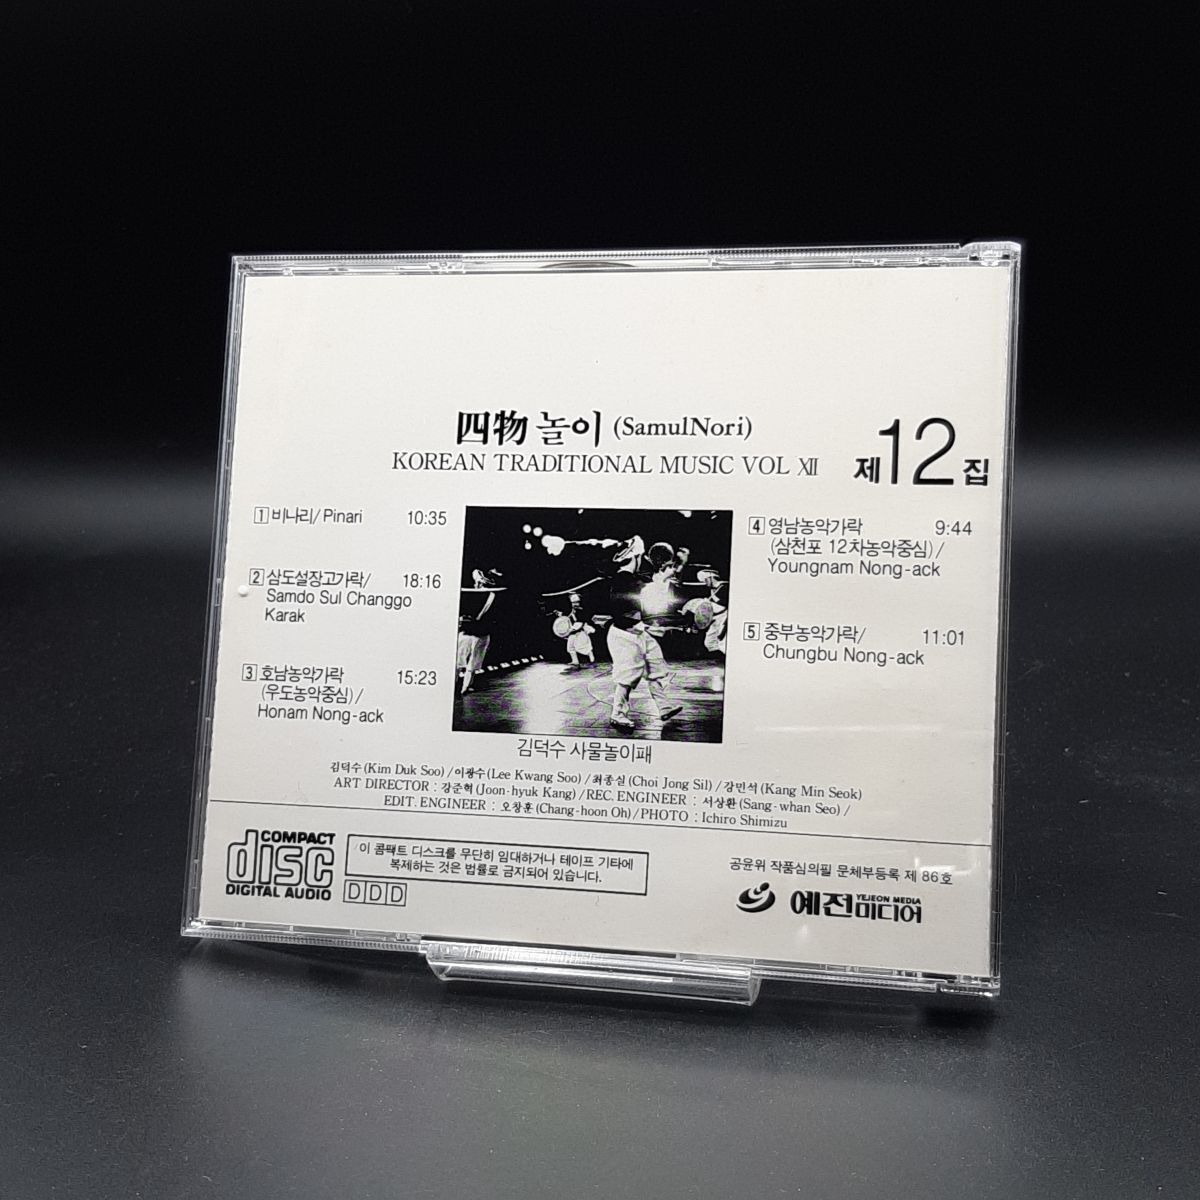 四物 놀이 (SamulNori)
KOREAN TRADITIONAL MUSIC VOL XII
제12집
1 비나리/ Pinari 10:35
2 삼도설장고가락/ 18:16
Samdo Sul Changgo
Karak
3 호남농악가락 15:23
(우도농악중심)/
Honam Nong-ack
4 영남농악가락 9:44
(삼천포 12차농악중심)/
Youngnam Nong-ack
5 중부농악가락/ 11:01
Chungbu Nong-ack
김덕수 사물놀이패
김덕수(Kim Duk Soo)/이광수(Lee Kwang Soo)/최종실(Choi Jong Sil)/강민석(Kang Min Seok)
ART DIRECTOR : 강준혁(Joon-hyuk Kang)/REC. ENGINEER : 서상환(Sang-whan Seo)/
EDIT. ENGINEER : 오창훈(Chang-hoon Oh)/PHOTO : Ichiro Shimizu
COMPACT
disc
DIGITAL AUDIO
이 콤팩트 디스크를 무단히 임대하거나 테이프 기타에
복제하는 것은 법률로 금지되어 있습니다.
DDD
공윤위 작품심의필 문체부등록 제 86호
예전미디어
YEJEON MEDIA